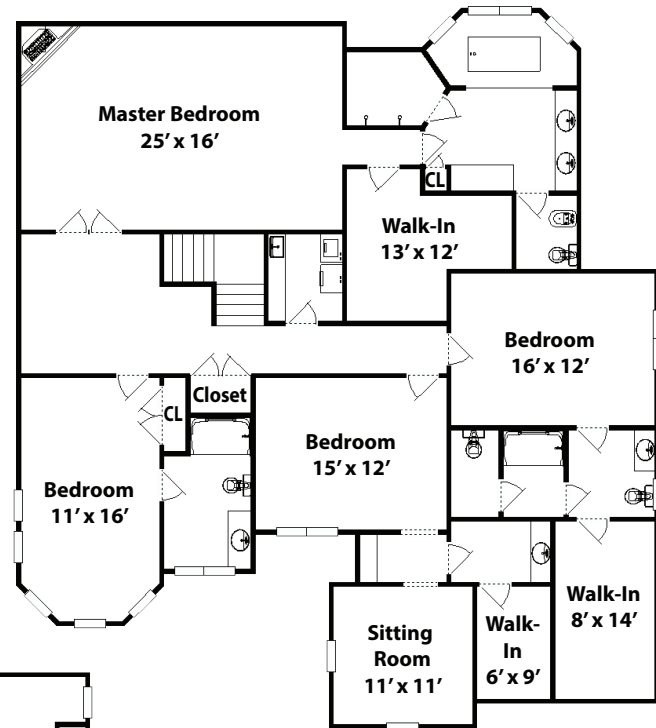 Master Bedroom
25’ x 16’
CL
Walk-In
13’ x 12’
Bedroom
16’ x 12’
Closet
CL
Bedroom
15’ x 12’
Bedroom
11’ x 16’
Walk-In
8’ x 14’
Sitting
Room
11’ x 11’
Walk-
In
6’ x 9’